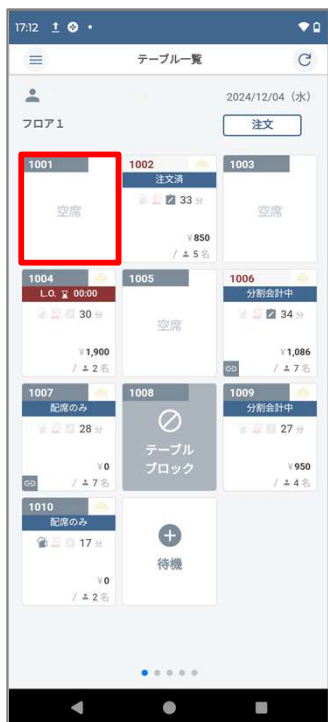 17:12
テーブル一覧
2024/12/04（水）
フロア１
注文
1001
空席
1002
注文済
33 分
¥850
/ 5 名
1003
空席
1004
L.O. 00:00
30 分
¥1,900
/ 2 名
1005
空席
1006
分割会計中
34 分
¥1,086
/ 7 名
1007
配席のみ
28 分
¥0
/ 7 名
1008
テーブル
ブロック
1009
分割会計中
27 分
¥950
/ 4 名
1010
配席のみ
17 分
¥0
/ 2 名
待機